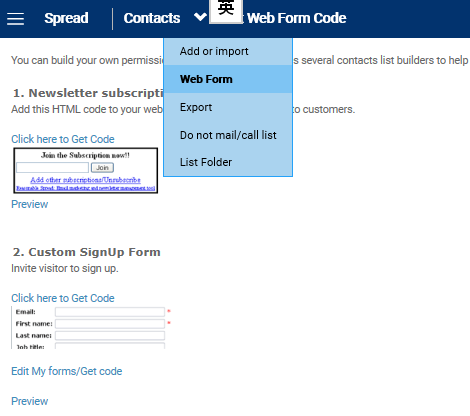 Spread Contacts 英 Web Form Code
Add or import
Web Form
Export
Do not mail/call list
List Folder
You can build your own permissio s several contacts list builders to help
1. Newsletter subscripti
Add this HTML code to your web to customers.
Click here to Get Code
Join the Subscription now!!
Join
Add other subscriptions/Unsubscribe
Reasonable Spread: Email marketing and newsletter management tool
Preview
2. Custom SignUp Form
Invite visitor to sign up.
Click here to Get Code
Email: *
First name: *
Last name:
Job title:
Edit My forms/Get code
Preview